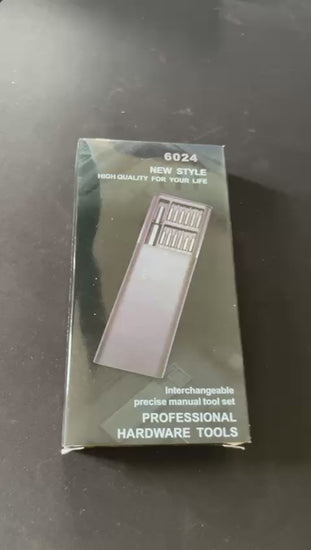 6024
NEW STYLE
HIGH QUALITY FOR YOUR LIFE
Interchangeable
precise manual tool set
PROFESSIONAL
HARDWARE TOOLS